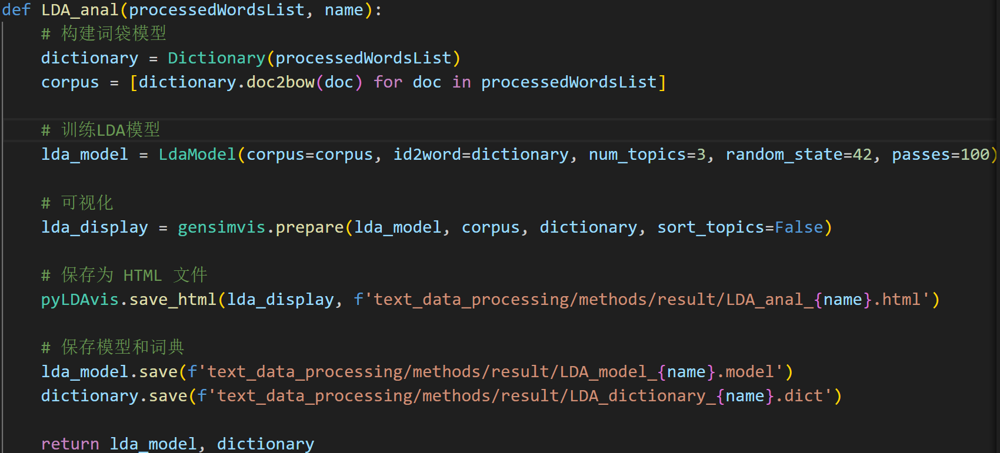 def LDA_anal(processedWordsList, name):
    # 构建词袋模型
    dictionary = Dictionary(processedWordsList)
    corpus = [dictionary.doc2bow(doc) for doc in processedWordsList]
    # 训练LDA模型
    lda_model = LdaModel(corpus=corpus, id2word=dictionary, num_topics=3, random_state=42, passes=100)
    # 可视化
    lda_display = gensimvis.prepare(lda_model, corpus, dictionary, sort_topics=False)
    # 保存为 HTML 文件
    pyLDAvis.save_html(lda_display, f'text_data_processing/methods/result/LDA_anal_{name}.html')
    # 保存模型和词典
    lda_model.save(f'text_data_processing/methods/result/LDA_model_{name}.model')
    dictionary.save(f'text_data_processing/methods/result/LDA_dictionary_{name}.dict')
    return lda_model, dictionary